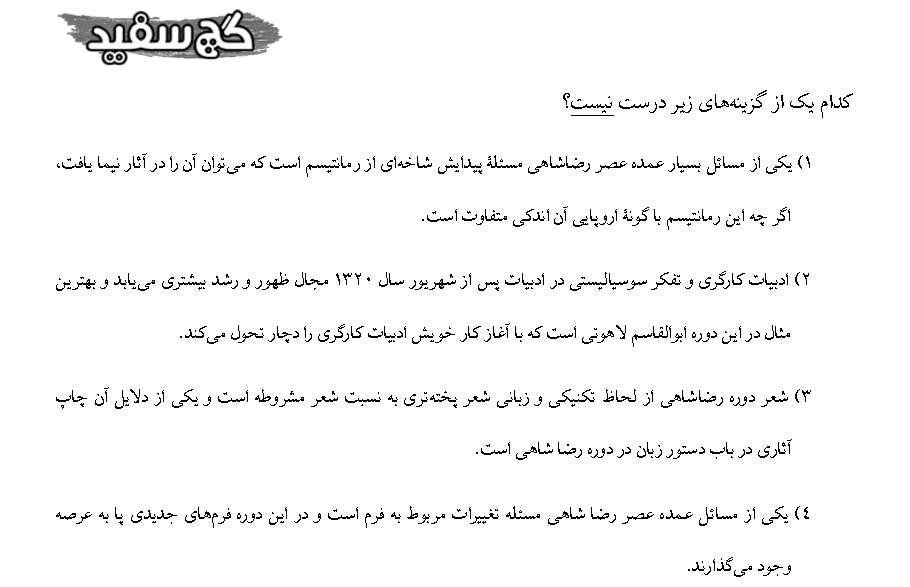 گچ سفید
کدام یک از گزینه‌های زیر درست نیست؟
۱) یکی از مسائل بسیار عمده عصر رضاشاهی مسئلهٔ پیدایش شاخه‌ای از رمانتیسم است که می‌توان آن را در آثار نیما یافت،
اگر چه این رمانتیسم با گونهٔ اروپایی آن اندکی متفاوت است.
۲) ادبیات کارگری و تفکر سوسیالیستی در ادبیات پس از شهریور سال ۱۳۲۰ مجال ظهور و رشد بیشتری می‌یابد و بهترین
مثال در این دوره ابوالقاسم لاهوتی است که با آغاز کار خویش ادبیات کارگری را دچار تحول می‌کند.
۳) شعر دوره رضاشاهی از لحاظ تکنیکی و زبانی شعر پخته‌تری به نسبت شعر مشروطه است و یکی از دلایل آن چاپ
آثاری در باب دستور زبان در دوره رضا شاهی است.
٤) یکی از مسائل عمده عصر رضا شاهی مسئله تغییرات مربوط به فرم است و در این دوره فرم‌های جدیدی پا به عرصه
وجود می‌گذارند.